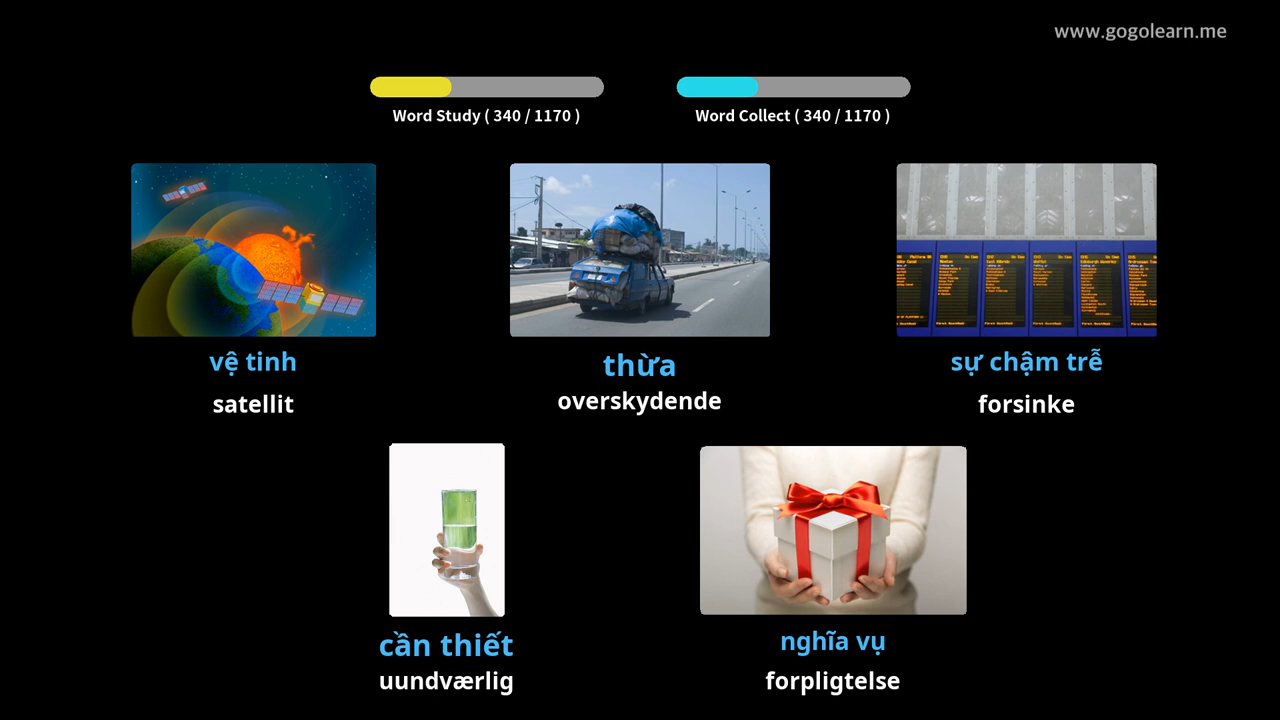 www.gogolearn.me
Word Study ( 340 / 1170 )
Word Collect ( 340 / 1170 )
vệ tinh
thừa
sự chậm trễ
satellit
overskydende
forsinke
cần thiết
nghĩa vụ
uundværlig
forpligtelse